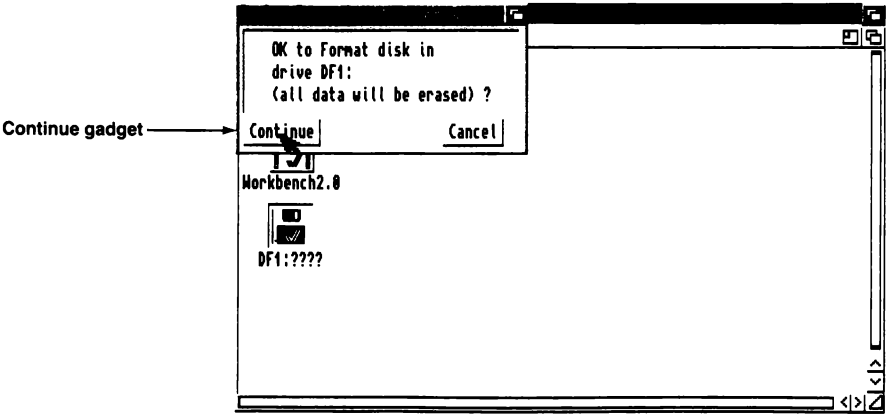 OK to Format disk in
drive DF1:
(all data will be erased) ?
Continue gadget
Continue
Cancel
Workbench2.0
DF1:????